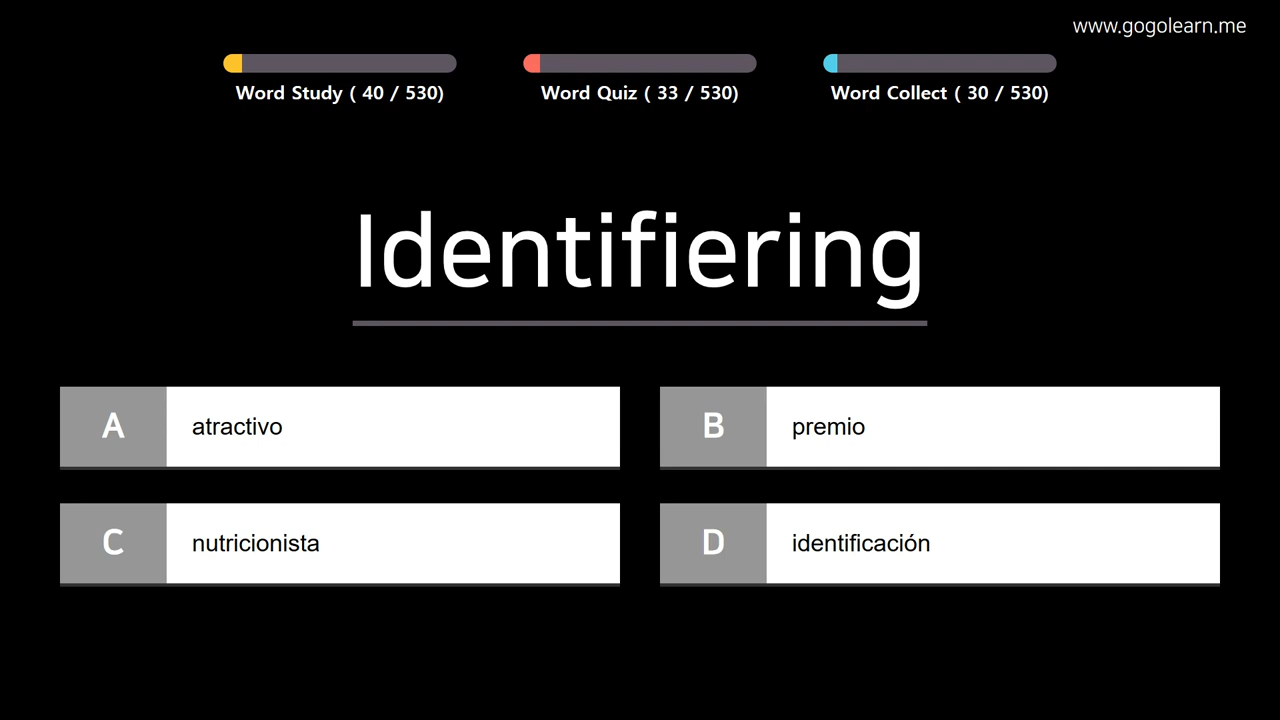 www.gogolearn.me
Word Study ( 40 / 530)
Word Quiz ( 33 / 530)
Word Collect ( 30 / 530)
Identifiering
A
atractivo
B
premio
C
nutricionista
D
identificación